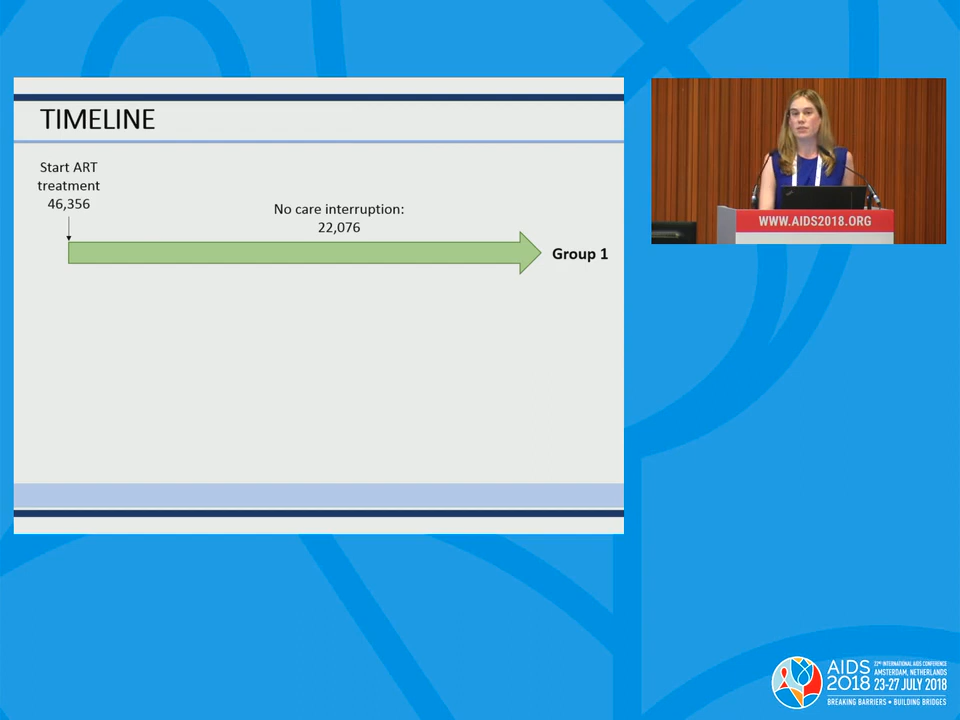 TIMELINE
Start ART
treatment
46,356
No care interruption:
22,076
Group 1
WWW.AIDS2018.ORG
AIDS
2018
22ND INTERNATIONAL AIDS CONFERENCE
AMSTERDAM, NETHERLANDS
23-27 JULY 2018
BREAKING BARRIERS • BUILDING BRIDGES